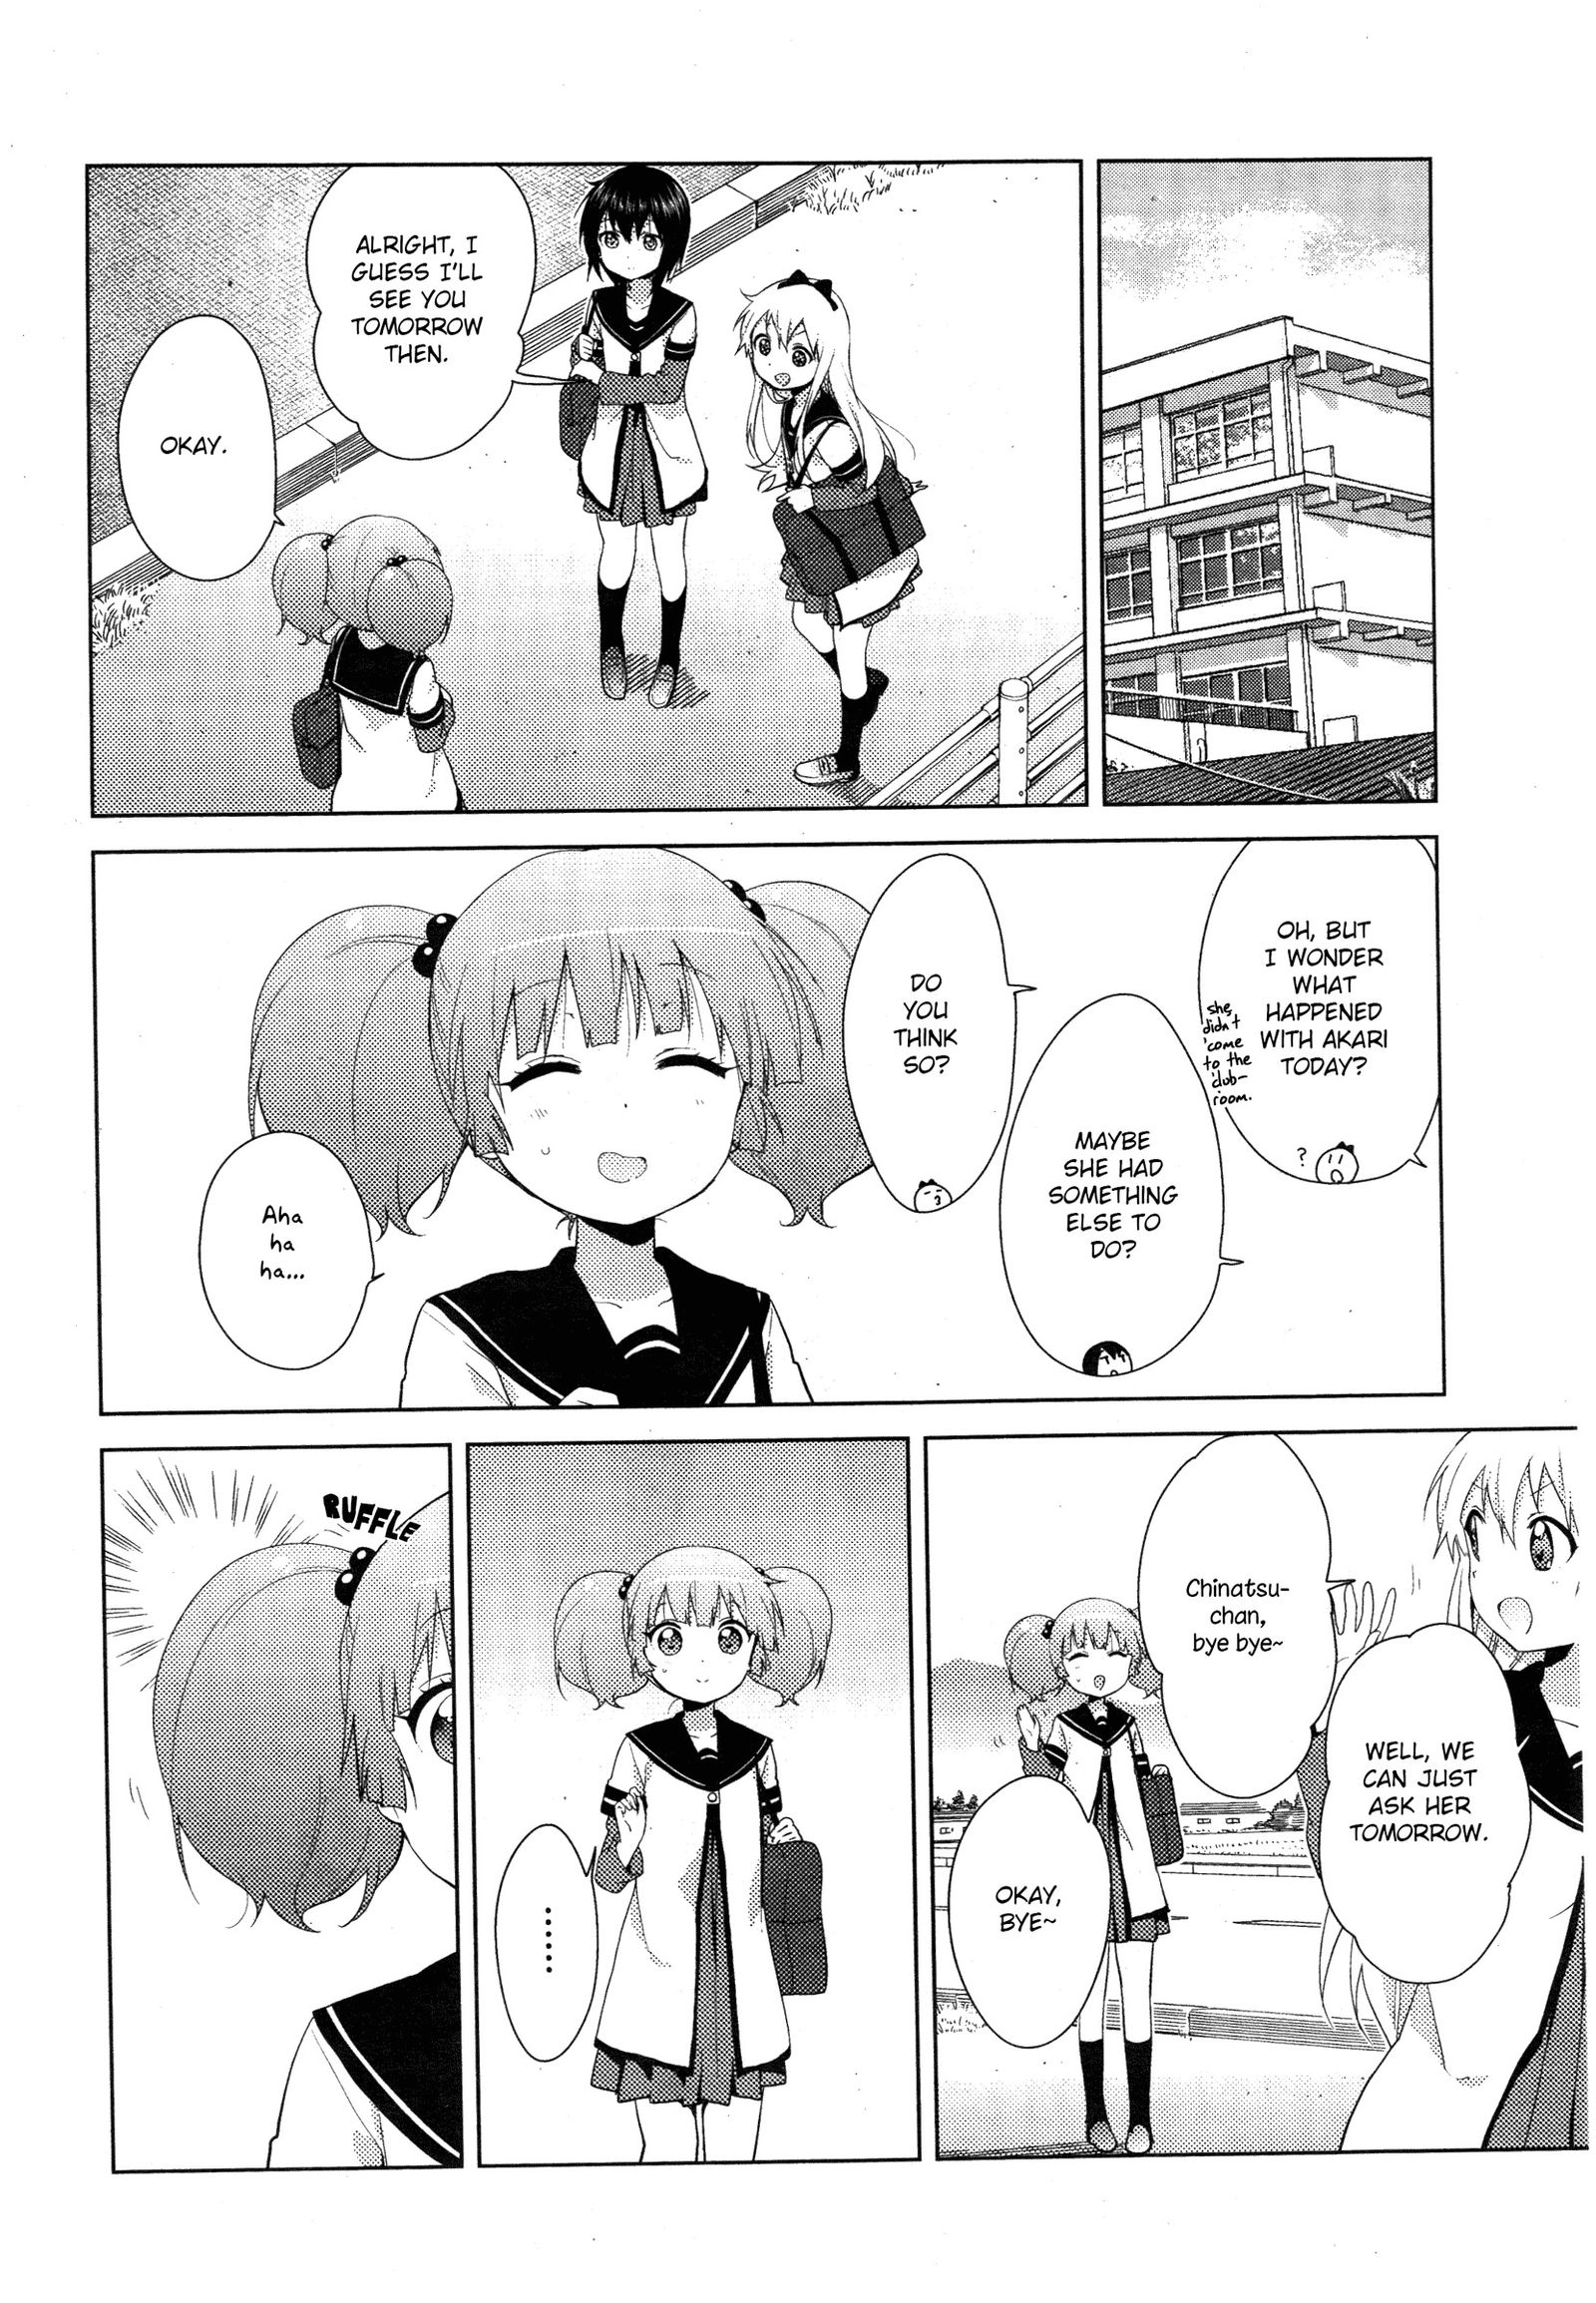 ALRIGHT, I
GUESS I'LL
SEE YOU
TOMORROW
THEN.
OKAY.
OH, BUT
I WONDER
WHAT
HAPPENED
WITH AKARI
TODAY?
she
didn't
come
to the
club-
room.
?
MAYBE
SHE HAD
SOMETHING
ELSE TO
DO?
DO
YOU
THINK
SO?
Aha
ha
ha...
WELL, WE
CAN JUST
ASK HER
TOMORROW.
Chinatsu-
chan,
bye bye~
OKAY,
BYE~
......
RUFFLE